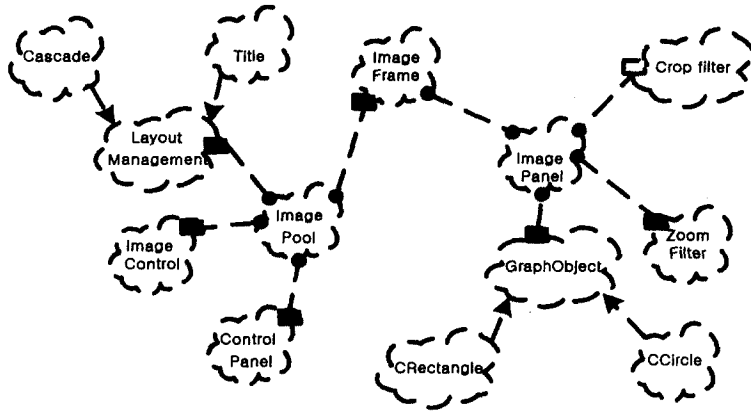 Cascade
Title
Image
Frame
Crop filter
Layout
Management
Image
Panel
Image
Pool
Image
Control
Zoom
Filter
GraphObject
Control
Panel
CRectangle
CCircle